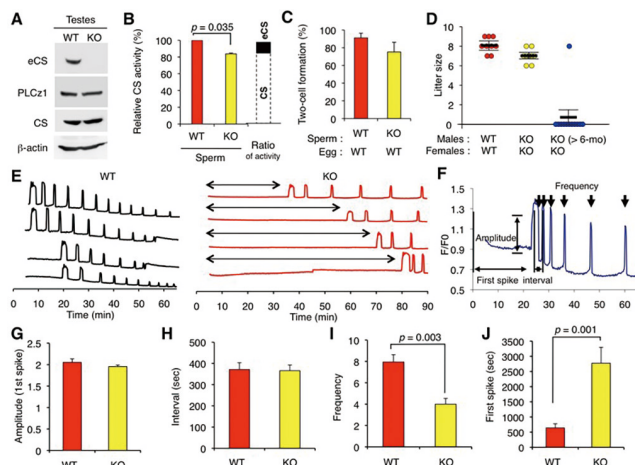 A
Testes
WT KO
eCS
PLCz1
CS
β-actin
B
p = 0.035
Relative CS activity (%)
100
80
60
40
20
0
WT KO
Sperm
eCS
CS
Ratio
of activity
C
Two-cell formation (%)
120
100
80
60
40
20
0
Sperm : WT KO
Egg : WT WT
D
Litter size
10
8
6
4
2
0
Males : WT KO KO (> 6-mo)
Females : WT KO KO
E
WT
0 10 20 30 40 50 60
Time (min)
KO
0 10 20 30 40 50 60 70 80 90
Time (min)
F
Frequency
F/F0
1.5
1.3
1.1
0.9
0.7
0.5
Amplitude
First spike interval
0 10 20 30 40 50 60
Time (min)
G
Amplitude (1st spike)
2.5
2
1.5
1
0.5
0
WT KO
H
Interval (sec)
500
400
300
200
100
0
WT KO
I
p = 0.003
Frequency
10
8
6
4
2
0
WT KO
J
p = 0.001
First spike (sec)
3500
3000
2500
2000
1500
1000
500
0
WT KO